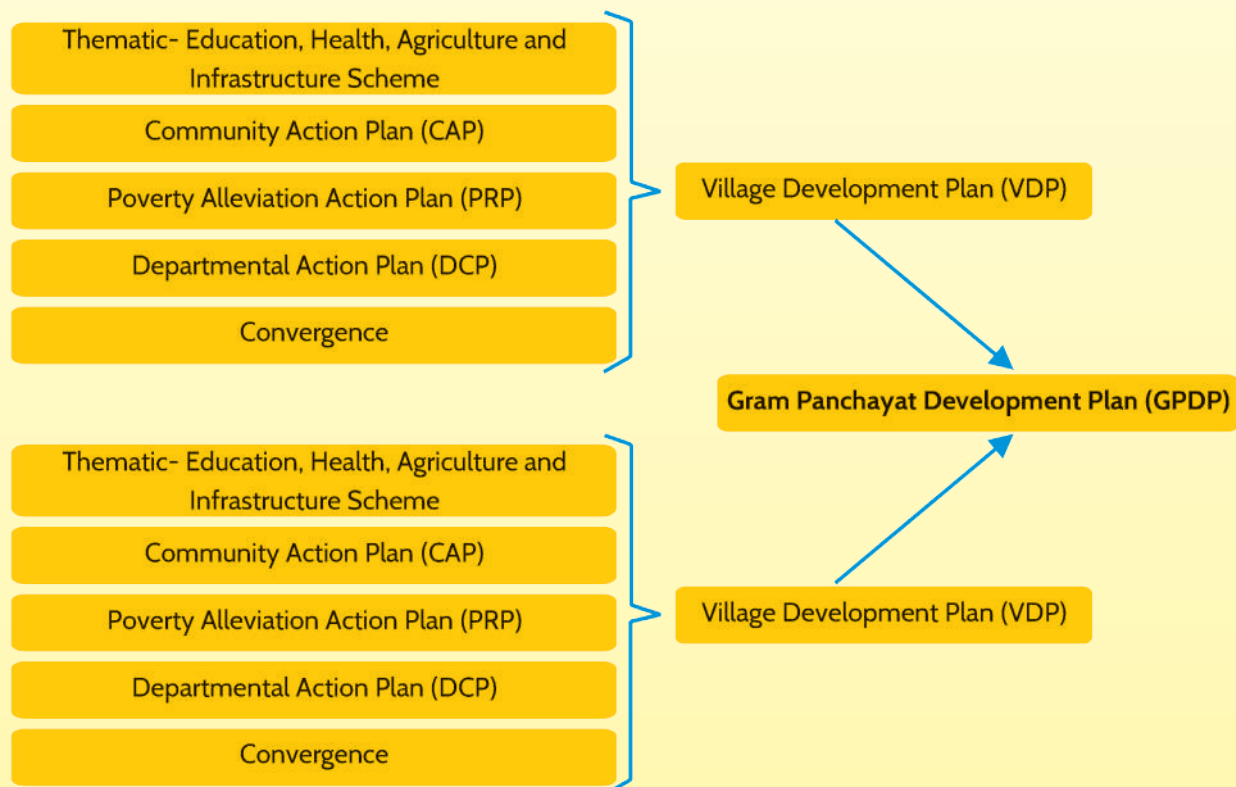 Thematic- Education, Health, Agriculture and
Infrastructure Scheme
Community Action Plan (CAP)
Poverty Alleviation Action Plan (PRP)
Departmental Action Plan (DCP)
Convergence
Village Development Plan (VDP)
Gram Panchayat Development Plan (GPDP)
Thematic- Education, Health, Agriculture and
Infrastructure Scheme
Community Action Plan (CAP)
Poverty Alleviation Action Plan (PRP)
Departmental Action Plan (DCP)
Convergence
Village Development Plan (VDP)